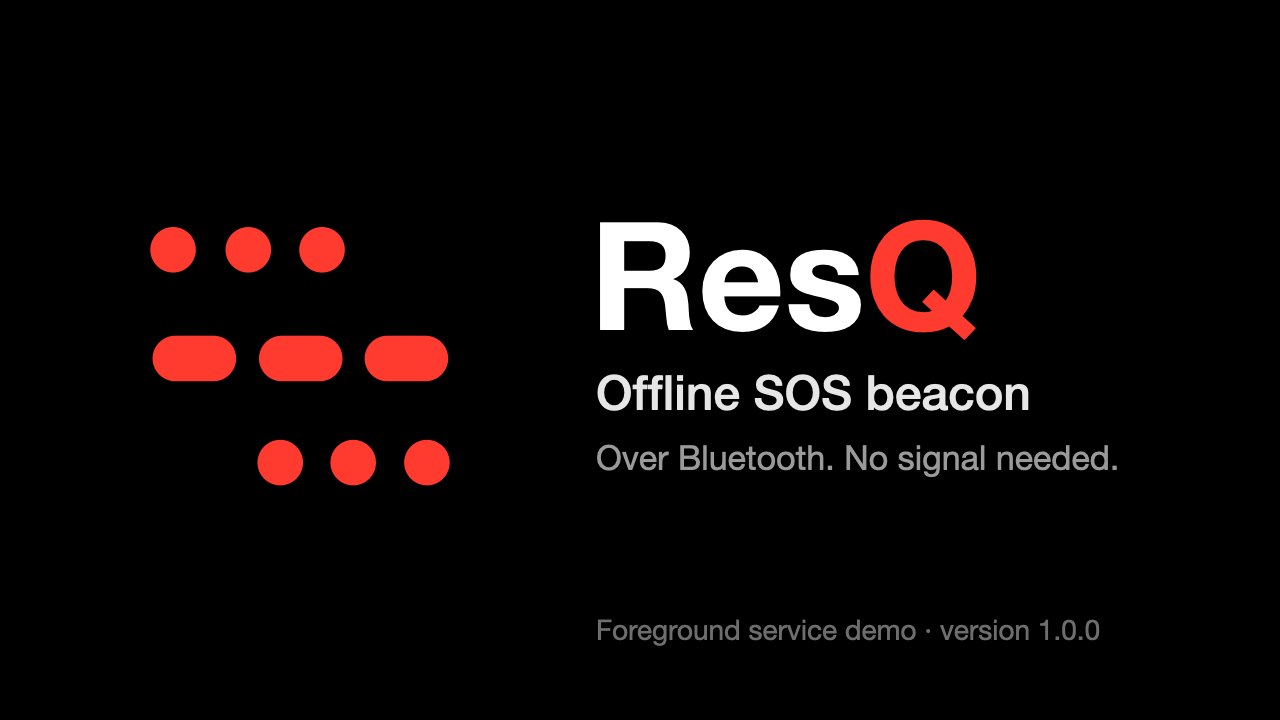 ResQ
Offline SOS beacon
Over Bluetooth. No signal needed.
Foreground service demo · version 1.0.0